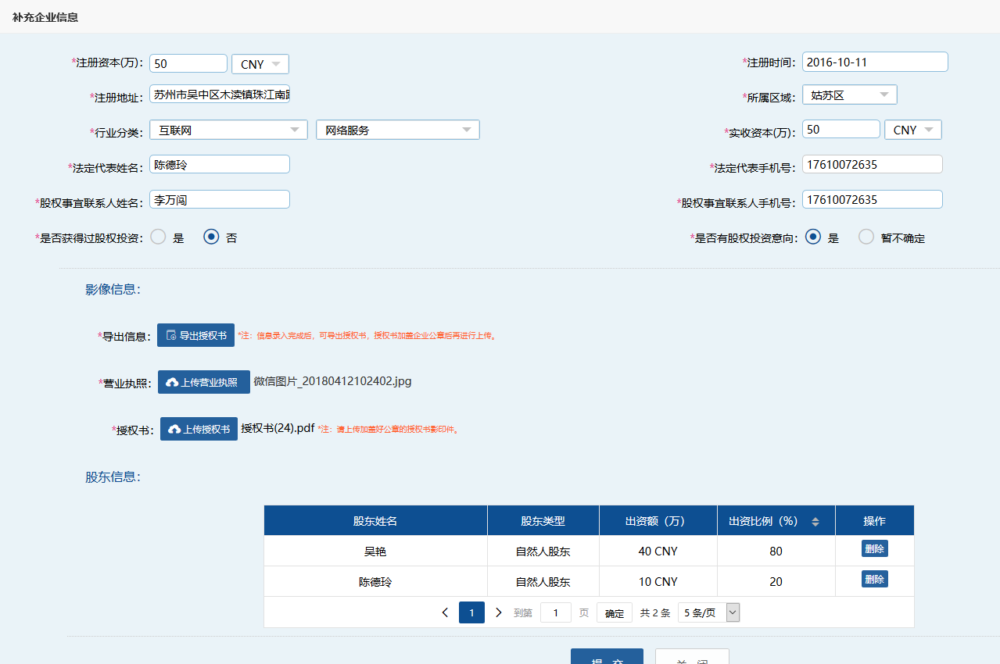 补充企业信息
*注册资本(万)： 50 CNY *注册时间： 2016-10-11
*注册地址： 苏州市吴中区木渎镇珠江南 *所属区域： 姑苏区
*行业分类： 互联网 网络服务 *实收资本(万)： 50 CNY
*法定代表姓名： 陈德玲 *法定代表手机号： 17610072635
*股权事宜联系人姓名： 李万闯 *股权事宜联系人手机号： 17610072635
*是否获得过股权投资： 是 否 *是否有股权投资意向： 是 暂不确定
影像信息：
*导出信息： 导出授权书 *注：信息录入完成后，可导出授权书，授权书加盖企业公章后再进行上传。
*营业执照： 上传营业执照 微信图片_20180412102402.jpg
*授权书： 上传授权书 授权书(24).pdf *注：请上传加盖好公章的授权书影印件。
股东信息：
股东姓名 股东类型 出资额（万） 出资比例（%） 操作
吴艳 自然人股东 40 CNY 80 删除
陈德玲 自然人股东 10 CNY 20 删除
1 到第 1 页 确定 共 2 条 5 条/页
提 交 关 闭